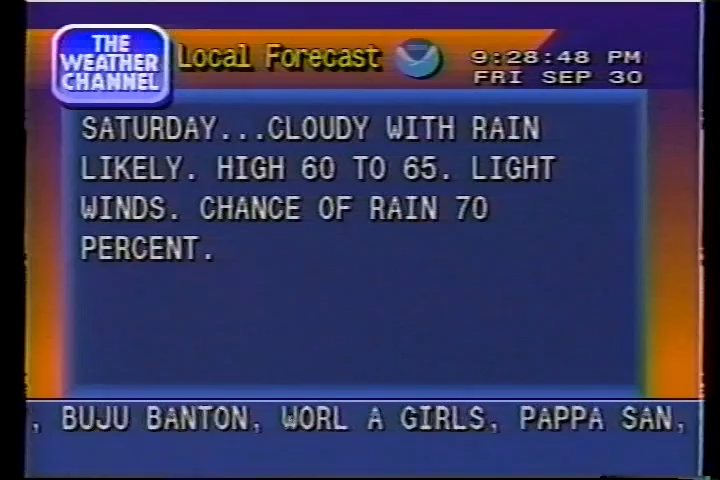 THE
WEATHER
CHANNEL
Local Forecast
9:28:48 PM
FRI SEP 30
SATURDAY...CLOUDY WITH RAIN
LIKELY. HIGH 60 TO 65. LIGHT
WINDS. CHANCE OF RAIN 70
PERCENT.
, BUJU BANTON, WORL A GIRLS, PAPPA SAN,